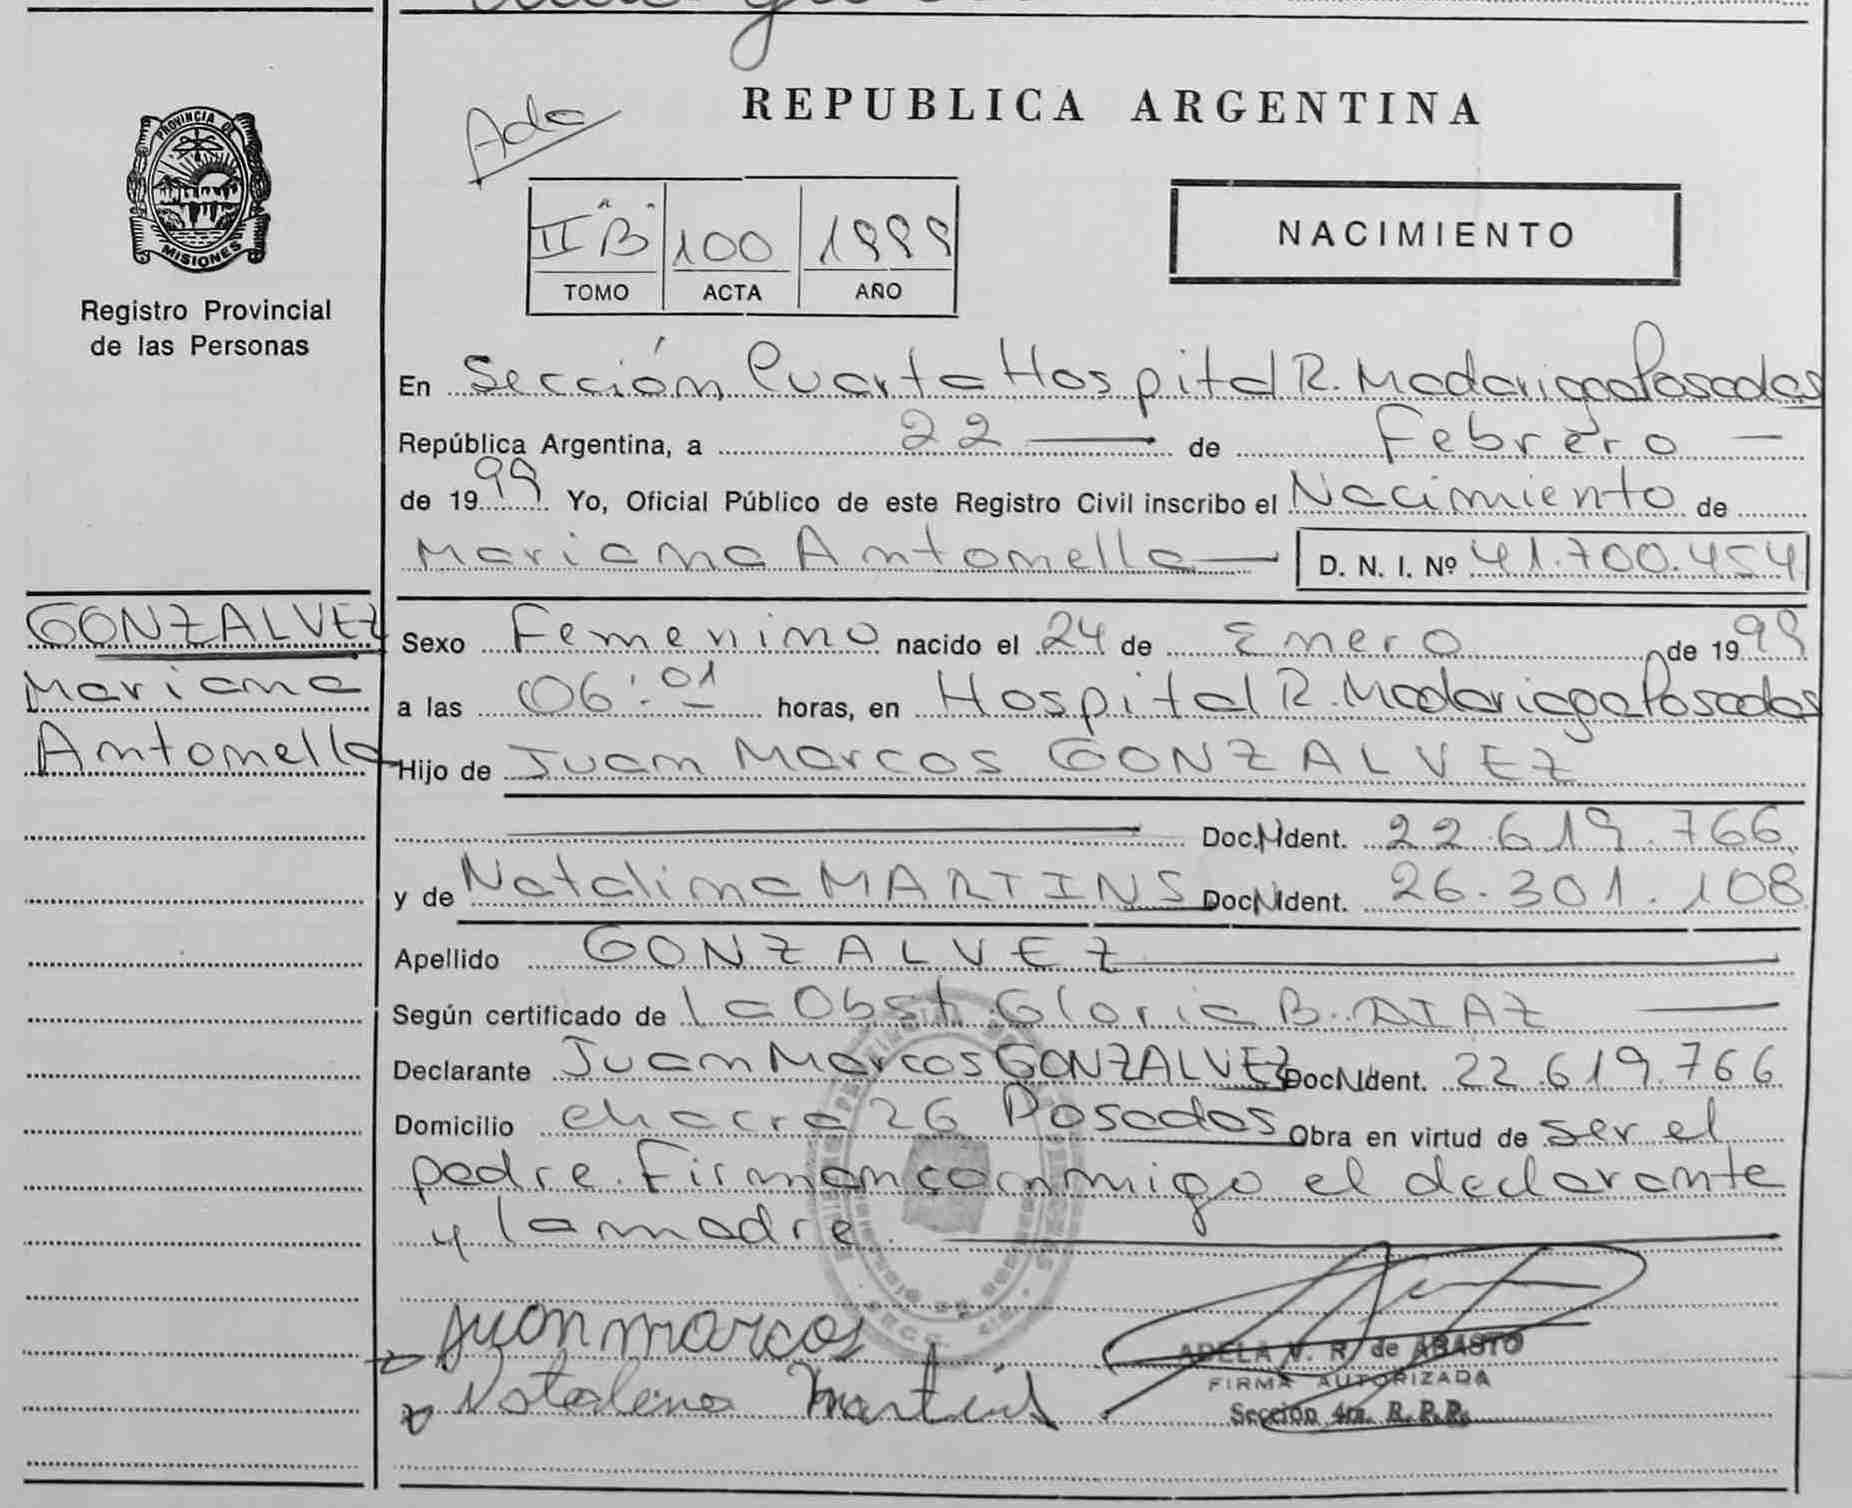 PROVINCIA DE
MISIONES
Registro Provincial
de las Personas
GONZALVEZ
Mariana
Antonella
REPUBLICA ARGENTINA
Ada
II "B" 100 1999
TOMO ACTA AÑO
NACIMIENTO
En Sección Cuarta Hospital R. Madariaga Posadas
República Argentina, a 22 de Febrero
de 1999 Yo, Oficial Público de este Registro Civil inscribo el Nacimiento de
Mariana Antonella D. N. I. Nº 41.700.454
Sexo Femenino nacido el 24 de Enero de 1999
a las 06:01 horas, en Hospital R. Madariaga Posadas
Hijo de Juan Marcos GONZALVEZ
Doc. Ident. 22.619.766
y de Natalina MARTINS Doc. Ident. 26.301.108
Apellido GONZALVEZ
Según certificado de la Obst. Gloria B. DIAZ
Declarante Juan Marcos GONZALVEZ Doc. Ident. 22.619.766
Domicilio chacra 26 Posadas Obra en virtud de ser el
padre. Firman conmigo el declarante
y la madre
juan marcos
Natalina Martins
ADELA V. R. de ABASTO
FIRMA AUTORIZADA
Sección 4ta. R. P. P.